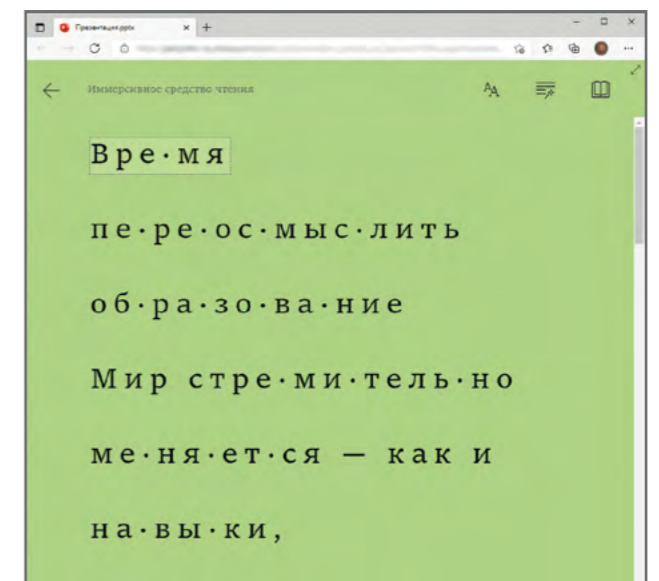 Презентация.pptx
Иммерсивное средство чтения
Вре·мя
пе·ре·ос·мыс·лить
об·ра·зо·ва·ние
Мир стре·ми·тель·но
ме·ня·ет·ся — как и
на·вы·ки,